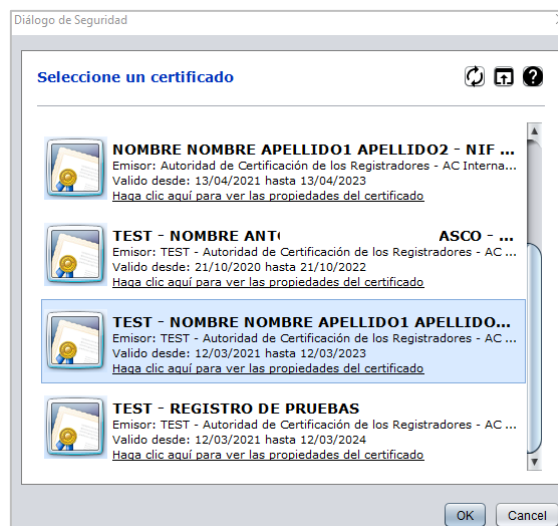 Diálogo de Seguridad
Seleccione un certificado
NOMBRE NOMBRE APELLIDO1 APELLIDO2 - NIF ...
Emisor: Autoridad de Certificación de los Registradores - AC Interna...
Valido desde: 13/04/2021 hasta 13/04/2023
Haga clic aquí para ver las propiedades del certificado
TEST - NOMBRE ANT ASCO - ...
Emisor: TEST - Autoridad de Certificación de los Registradores - AC ...
Valido desde: 21/10/2020 hasta 21/10/2022
Haga clic aquí para ver las propiedades del certificado
TEST - NOMBRE NOMBRE APELLIDO1 APELLIDO...
Emisor: TEST - Autoridad de Certificación de los Registradores - AC ...
Valido desde: 12/03/2021 hasta 12/03/2023
Haga clic aquí para ver las propiedades del certificado
TEST - REGISTRO DE PRUEBAS
Emisor: TEST - Autoridad de Certificación de los Registradores - AC ...
Valido desde: 12/03/2021 hasta 12/03/2024
Haga clic aquí para ver las propiedades del certificado
OK Cancel